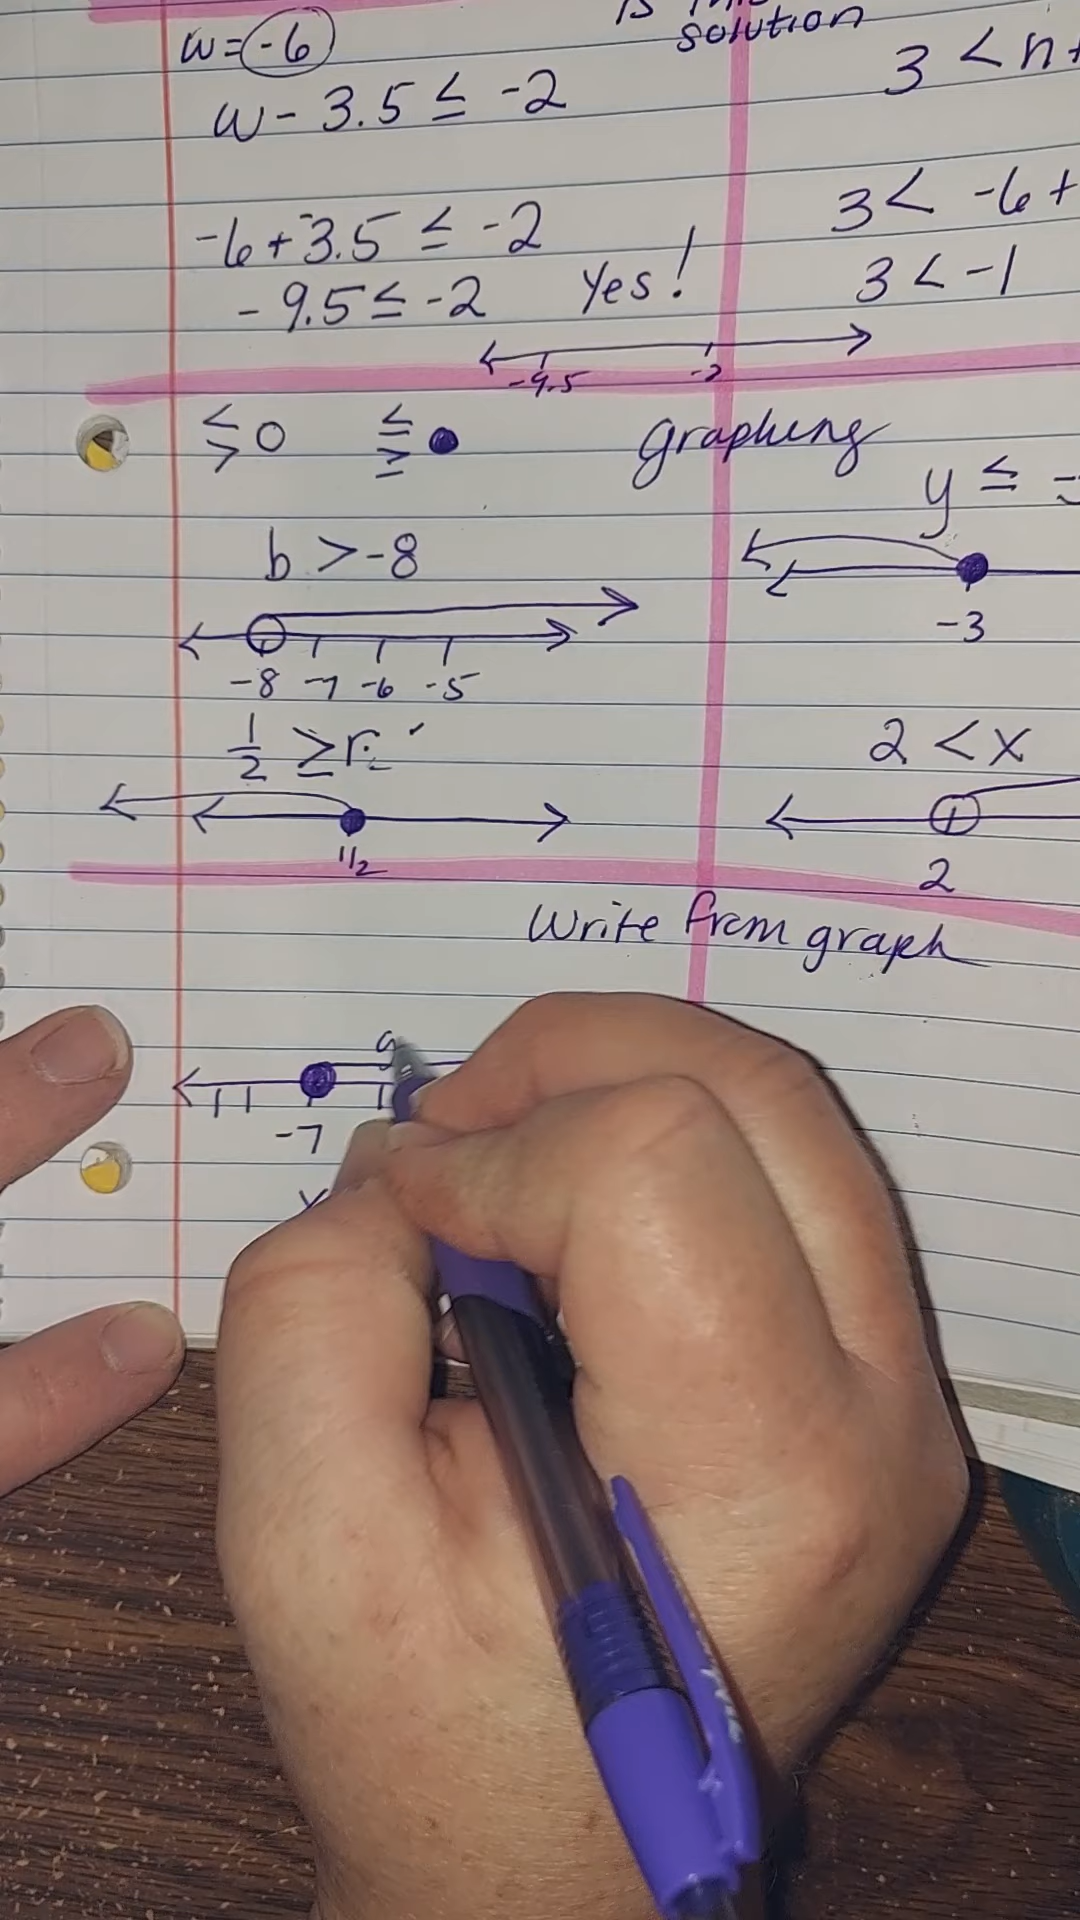 w = -6
solution
w - 3.5 ≤ -2
3 < n+
-6 + -3.5 ≤ -2
3 < -6 +
-9.5 ≤ -2 Yes!
3 < -1
-9.5 -2
< > ○ ≤ ≥ ●
graphing
b > -8
y ≤
-8 -7 -6 -5
-3
1/2 ≥ r
2 < x
1/2
2
Write from graph
-7